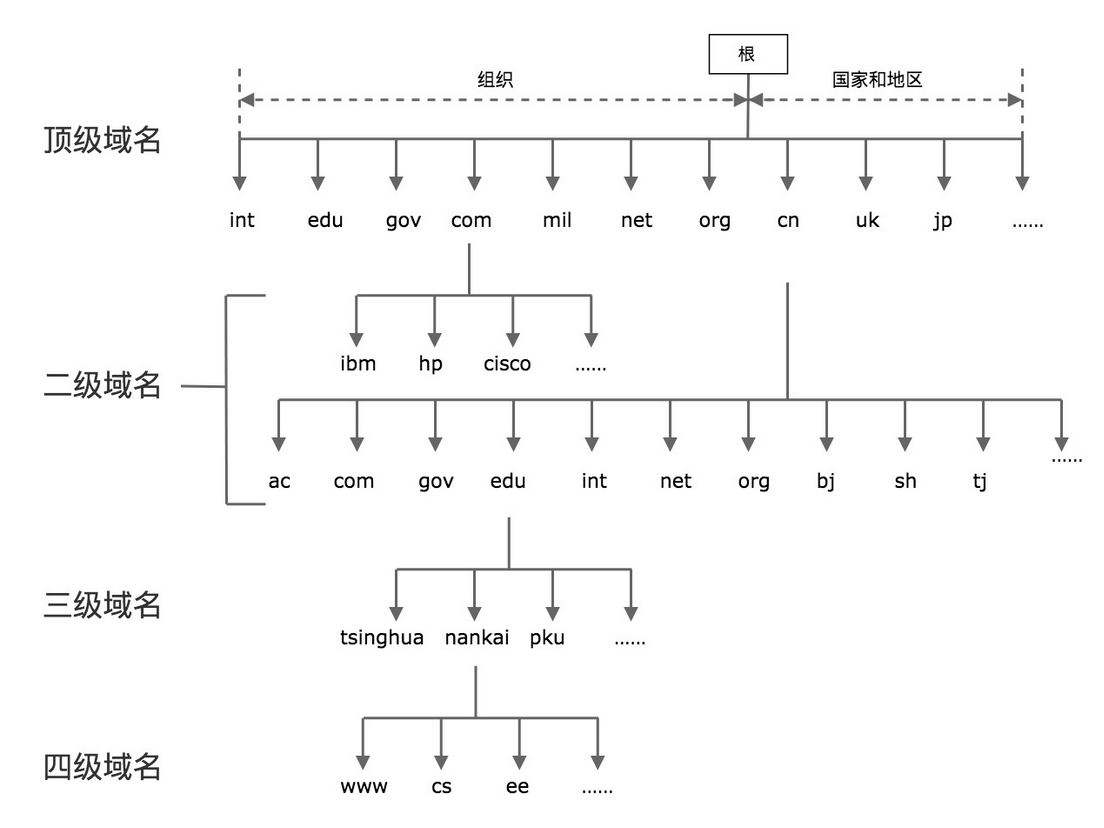 根
组织 国家和地区
顶级域名
int edu gov com mil net org cn uk jp ......
ibm hp cisco ......
二级域名
ac com gov edu int net org bj sh tj ......
三级域名
tsinghua nankai pku ......
四级域名
www cs ee ......